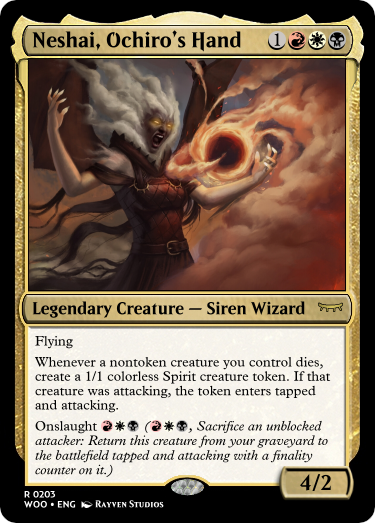 Neshai, Ochiro's Hand 1
Legendary Creature — Siren Wizard
Flying
Whenever a nontoken creature you control dies,
create a 1/1 colorless Spirit creature token. If that
creature was attacking, the token enters tapped
and attacking.
Onslaught (, Sacrifice an unblocked
attacker: Return this creature from your graveyard to
the battlefield tapped and attacking with a finality
counter on it.)
4/2
R 0203
WOO • ENG Rayven Studios